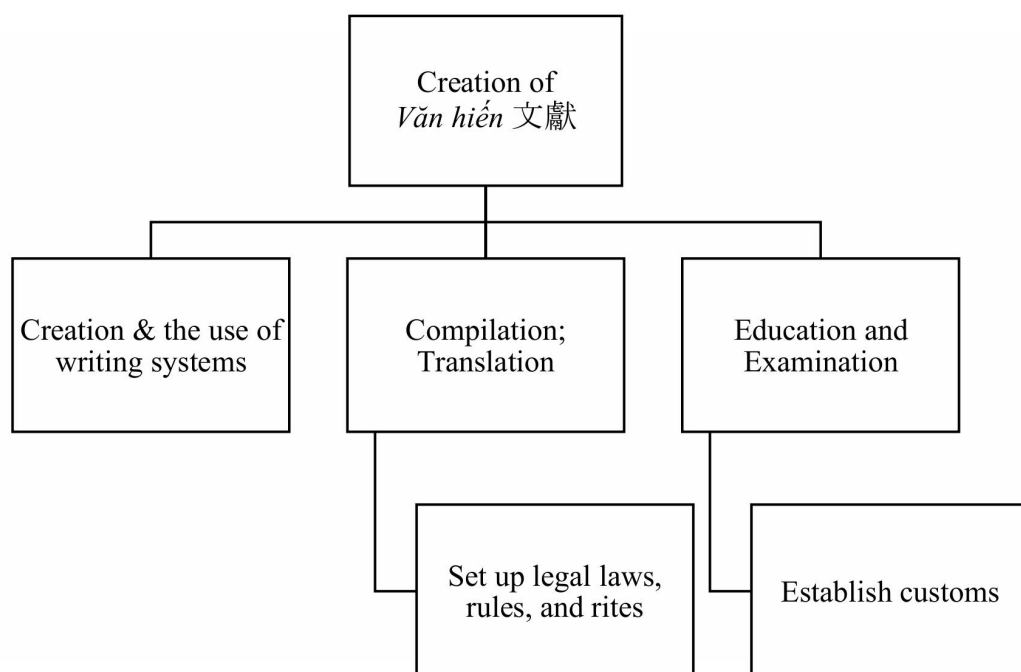 Creation of
Văn hiến 文獻
Creation & the use of
writing systems
Compilation;
Translation
Education and
Examination
Set up legal laws,
rules, and rites
Establish customs